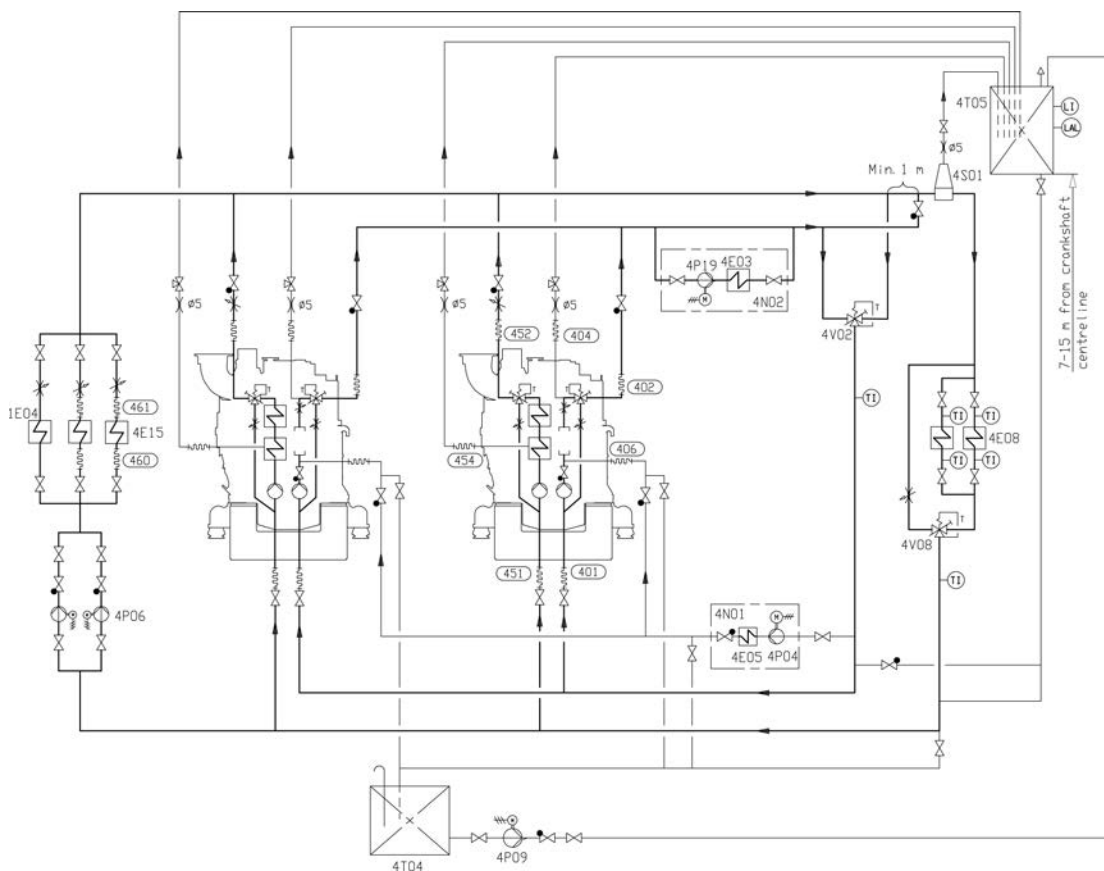 4T05
LI
LAL
ø5
4S01
Min. 1 m
7-15 m from crankshaft
centreline
4P19
4E03
M
4N02
ø5
ø5
ø5
ø5
452
404
402
T
4V02
T
T
T
T
TI
461
1E04
4E15
460
454
406
TI
TI
4E08
TI
TI
T
4V08
451
401
TI
4N01
M
4E05
4P04
4P06
4P09
4T04